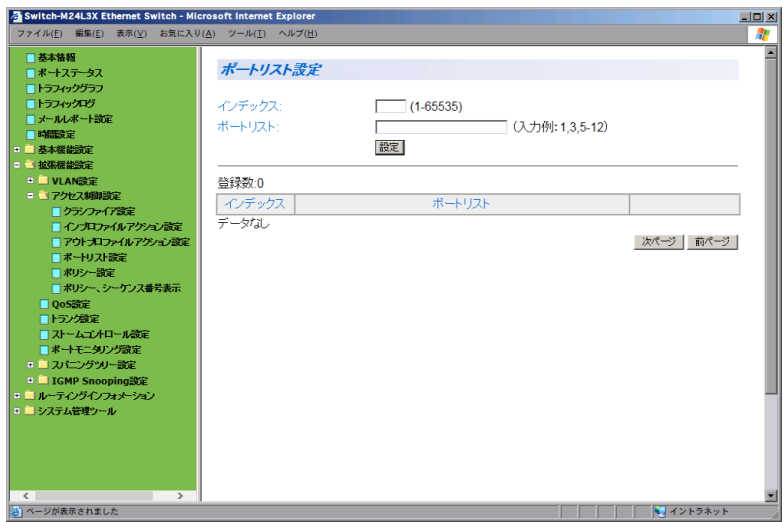 Switch-M24L3X Ethernet Switch - Microsoft Internet Explorer
ファイル(F) 編集(E) 表示(V) お気に入り(A) ツール(T) ヘルプ(H)
基本情報
ポートステータス
トラフィックグラフ
トラフィックログ
メールレポート設定
時間設定
基本機能設定
拡張機能設定
VLAN設定
アクセス制御設定
クラシファイア設定
インプロファイルアクション設定
アウトプロファイルアクション設定
ポートリスト設定
ポリシー設定
ポリシー、シーケンス番号表示
QoS設定
トランク設定
ストームコントロール設定
ポートモニタリング設定
スパニングツリー設定
IGMP Snooping設定
ルーティングインフォメーション
システム管理ツール
ポートリスト設定
インデックス: (1-65535)
ポートリスト: (入力例: 1,3,5-12)
設定
登録数:0
インデックス ポートリスト
データなし
次ページ 前ページ
ページが表示されました イントラネット